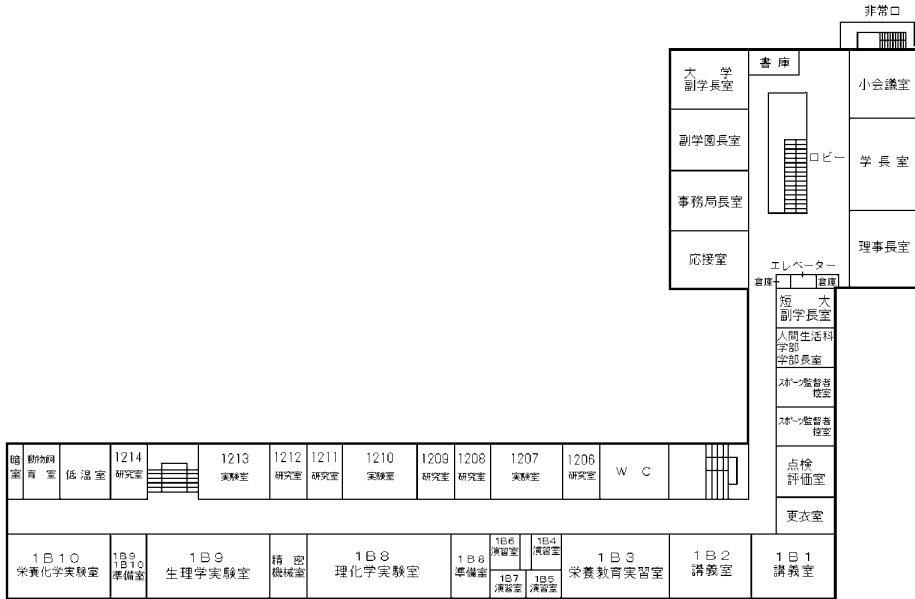 非常口
大 学
副学長室
書 庫
小会議室
副学園長室
ロビー
学 長 室
事務局長室
応接室
理事長室
エレベーター
倉庫
倉庫
短 大
副学長室
人間生活科
学部
学部長室
スポーツ監督者
控室
スポーツ監督者
控室
点検
評価室
更衣室
暗
室
動物飼
育 室
低 温 室
1214
研究室
1213
実験室
1212
研究室
1211
研究室
1210
実験室
1209
研究室
1208
研究室
1207
実験室
1206
研究室
W C
1B10
栄養化学実験室
1B9
1B10
準備室
1B9
生理学実験室
精 密
機械室
1B8
理化学実験室
1B8
準備室
1B6
演習室
1B4
演習室
1B7
演習室
1B5
演習室
1B3
栄養教育実習室
1B2
講義室
1B1
講義室